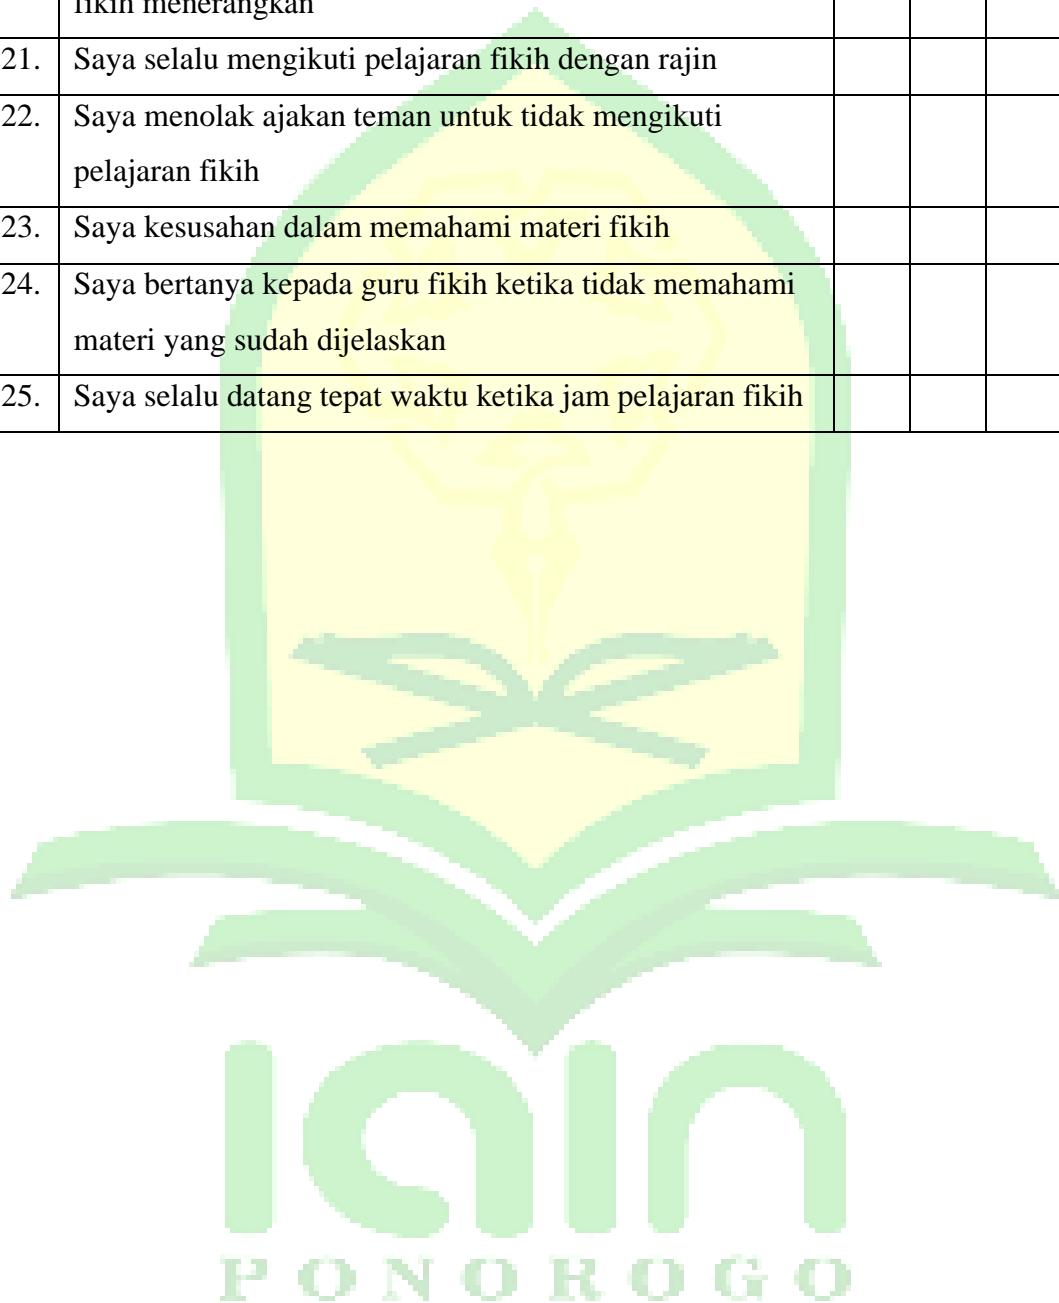 fikih menerangkan
21. Saya selalu mengikuti pelajaran fikih dengan rajin
22. Saya menolak ajakan teman untuk tidak mengikuti
pelajaran fikih
23. Saya kesusahan dalam memahami materi fikih
24. Saya bertanya kepada guru fikih ketika tidak memahami
materi yang sudah dijelaskan
25. Saya selalu datang tepat waktu ketika jam pelajaran fikih
iain
PONOROGO